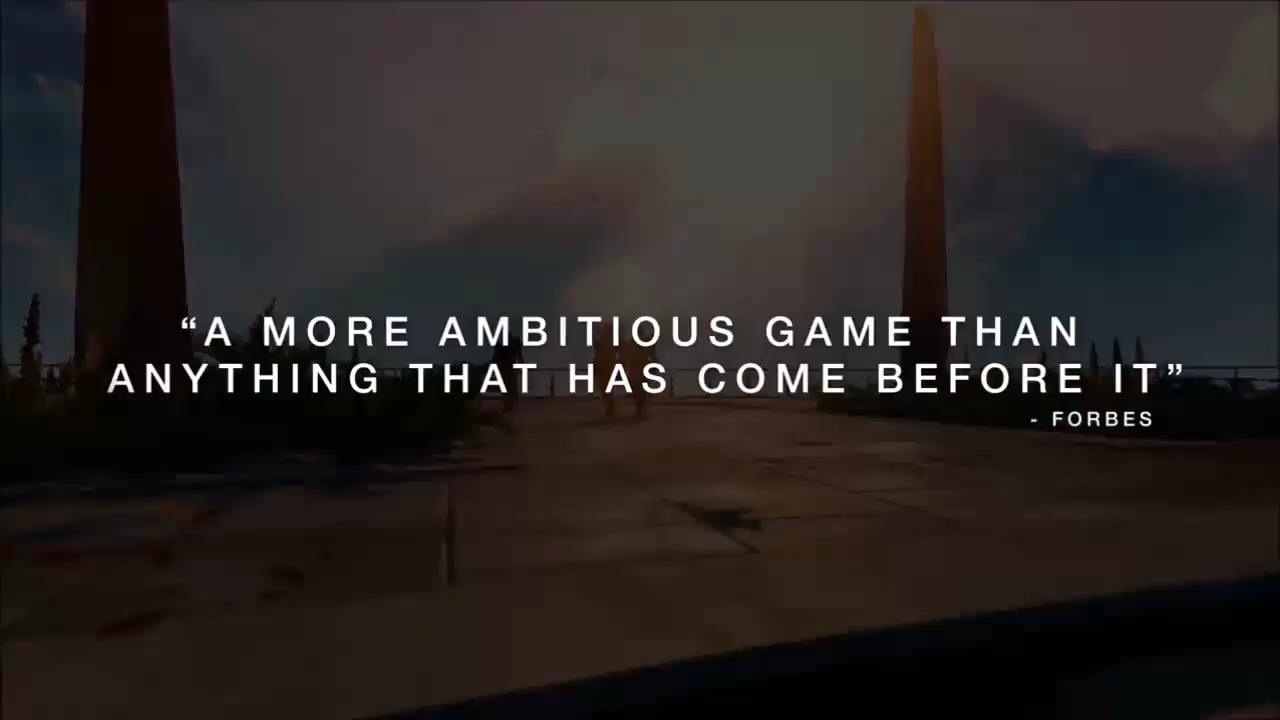 “A MORE AMBITIOUS GAME THAN
ANYTHING THAT HAS COME BEFORE IT”
- FORBES